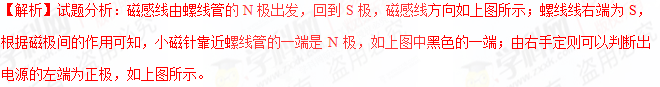 【解析】试题分析：磁感线由螺线管的 N 极出发，回到 S 极，磁感线方向如上图所示；螺线线右端为 S，
根据磁极间的作用可知，小磁针靠近螺线管的一端是 N 极，如上图中黑色的一端；由右手定则可以判断出
电源的左端为正极，如上图所示。